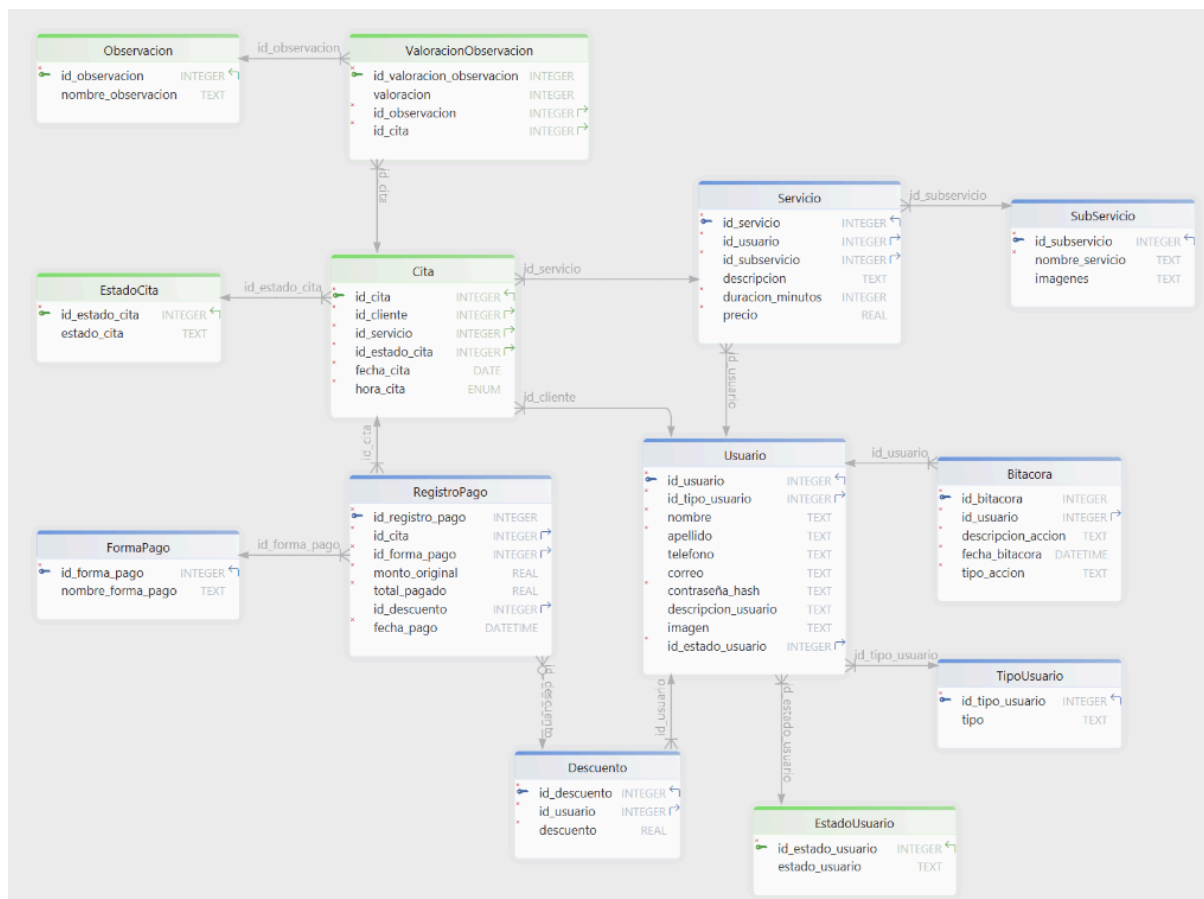 Observacion
id_observacion INTEGER
nombre_observacion TEXT
id_observacion
ValoracionObservacion
id_valoracion_observacion INTEGER
valoracion INTEGER
id_observacion INTEGER
id_cita INTEGER
id_cita
Servicio
id_servicio INTEGER
id_usuario INTEGER
id_subservicio INTEGER
descripcion TEXT
duracion_minutos INTEGER
precio REAL
id_subservicio
SubServicio
id_subservicio INTEGER
nombre_servicio TEXT
imagenes TEXT
EstadoCita
id_estado_cita INTEGER
estado_cita TEXT
id_estado_cita
Cita
id_cita INTEGER
id_cliente INTEGER
id_servicio INTEGER
id_estado_cita INTEGER
fecha_cita DATE
hora_cita ENUM
id_servicio
id_cliente
id_usuario
id_cita
RegistroPago
id_registro_pago INTEGER
id_cita INTEGER
id_forma_pago INTEGER
monto_original REAL
total_pagado REAL
id_descuento INTEGER
fecha_pago DATETIME
FormaPago
id_forma_pago INTEGER
nombre_forma_pago TEXT
id_forma_pago
Usuario
id_usuario INTEGER
id_tipo_usuario INTEGER
nombre TEXT
apellido TEXT
telefono TEXT
correo TEXT
contraseña_hash TEXT
descripcion_usuario TEXT
imagen TEXT
id_estado_usuario INTEGER
id_usuario
Bitacora
id_bitacora INTEGER
id_usuario INTEGER
descripcion_accion TEXT
fecha_bitacora DATETIME
tipo_accion TEXT
id_tipo_usuario
TipoUsuario
id_tipo_usuario INTEGER
tipo TEXT
id_descuento
id_usuario
id_estado_usuario
Descuento
id_descuento INTEGER
id_usuario INTEGER
descuento REAL
EstadoUsuario
id_estado_usuario INTEGER
estado_usuario TEXT